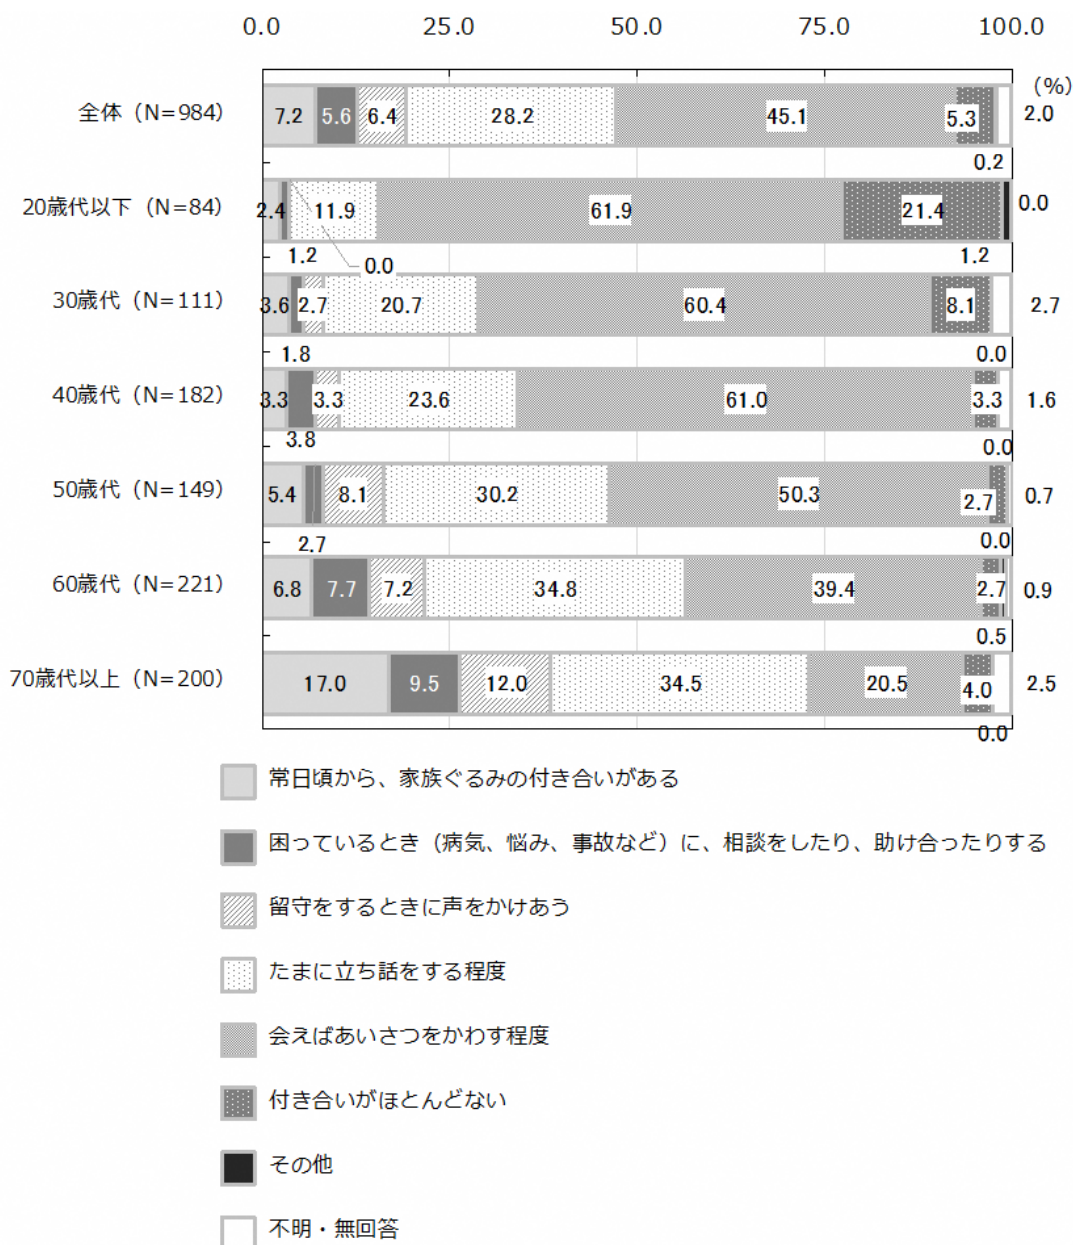 0.0 25.0 50.0 75.0 100.0
(%)
全体（N=984） 7.2 5.6 6.4 28.2 45.1 5.3 2.0
0.2
20歳代以下（N=84） 2.4 11.9 61.9 21.4 0.0
1.2 0.0 1.2
30歳代（N=111） 3.6 2.7 20.7 60.4 8.1 2.7
1.8 0.0
40歳代（N=182） 3.3 3.3 23.6 61.0 3.3 1.6
3.8 0.0
50歳代（N=149） 5.4 8.1 30.2 50.3 2.7 0.7
2.7 0.0
60歳代（N=221） 6.8 7.7 7.2 34.8 39.4 2.7 0.9
0.5
70歳代以上（N=200） 17.0 9.5 12.0 34.5 20.5 4.0 2.5
0.0
常日頃から、家族ぐるみの付き合いがある
困っているとき（病気、悩み、事故など）に、相談をしたり、助け合ったりする
留守をするときに声をかけあう
たまに立ち話をする程度
会えばあいさつをかわす程度
付き合いがほとんどない
その他
不明・無回答